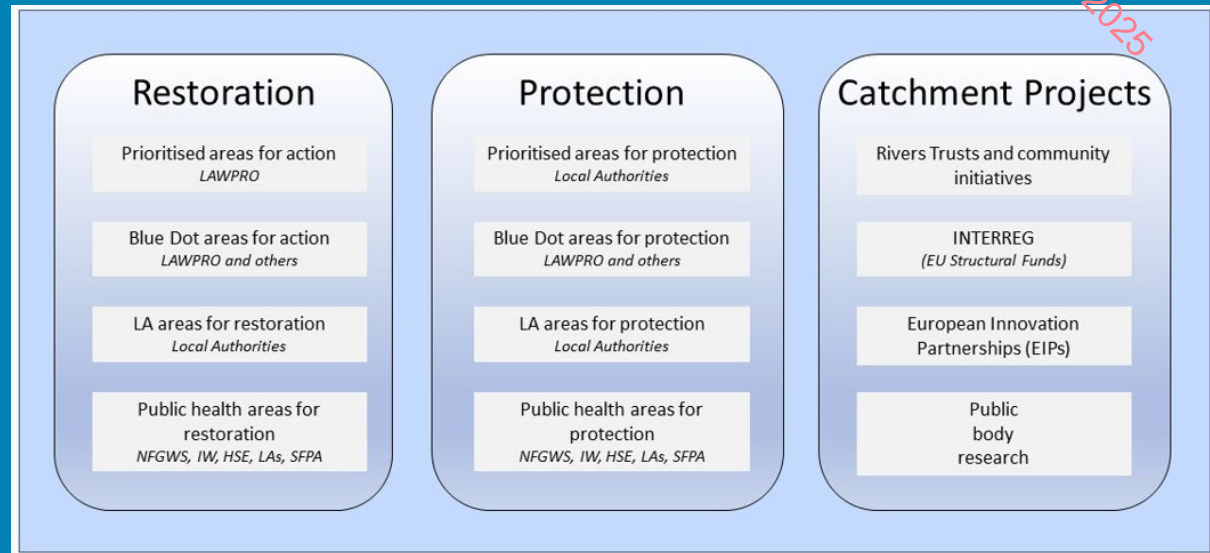 2025
Restoration
Prioritised areas for action
LAWPRO
Blue Dot areas for action
LAWPRO and others
LA areas for restoration
Local Authorities
Public health areas for
restoration
NFGWS, IW, HSE, LAs, SFPA
Protection
Prioritised areas for protection
Local Authorities
Blue Dot areas for protection
LAWPRO and others
LA areas for protection
Local Authorities
Public health areas for
protection
NFGWS, IW, HSE, LAs, SFPA
Catchment Projects
Rivers Trusts and community
initiatives
INTERREG
(EU Structural Funds)
European Innovation
Partnerships (EIPs)
Public
body
research